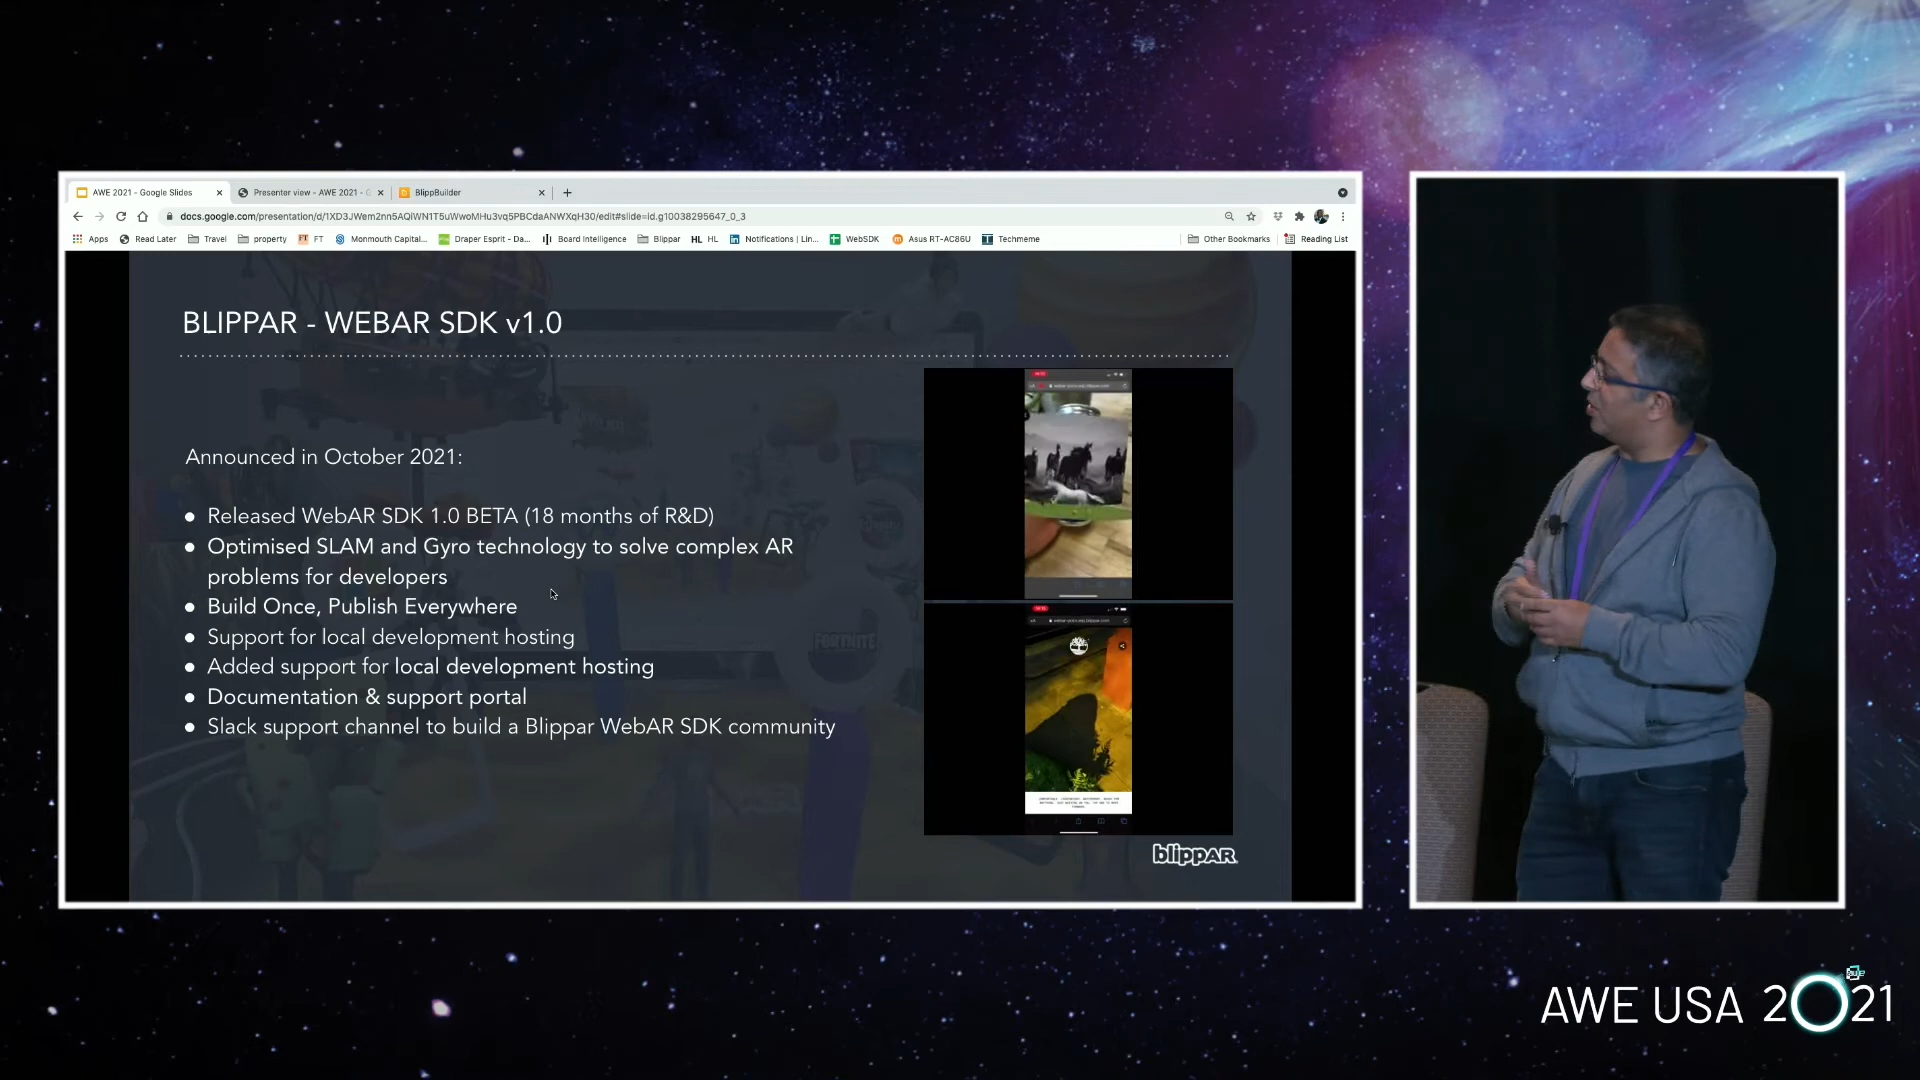 AWE 2021 - Google Slides
Presenter view - AWE 2021 - G
BlippBuilder
docs.google.com/presentation/d/1XD3JWem2nn5AQiWN1T5uWwoMHu3vq5PBCdaANWXqH30/edit#slide=id.g10038295647_0_3
Apps Read Later Travel property FT FT Monmouth Capital... Draper Esprit - Da... Board Intelligence Blippar HL HL Notifications | Lin... WebSDK Asus RT-AC86U Techmeme Other Bookmarks Reading List
BLIPPAR - WEBAR SDK v1.0
Announced in October 2021:
● Released WebAR SDK 1.0 BETA (18 months of R&D)
● Optimised SLAM and Gyro technology to solve complex AR
problems for developers
● Build Once, Publish Everywhere
● Support for local development hosting
● Added support for local development hosting
● Documentation & support portal
● Slack support channel to build a Blippar WebAR SDK community
FORTNITE
blippAR
AWE USA 2021